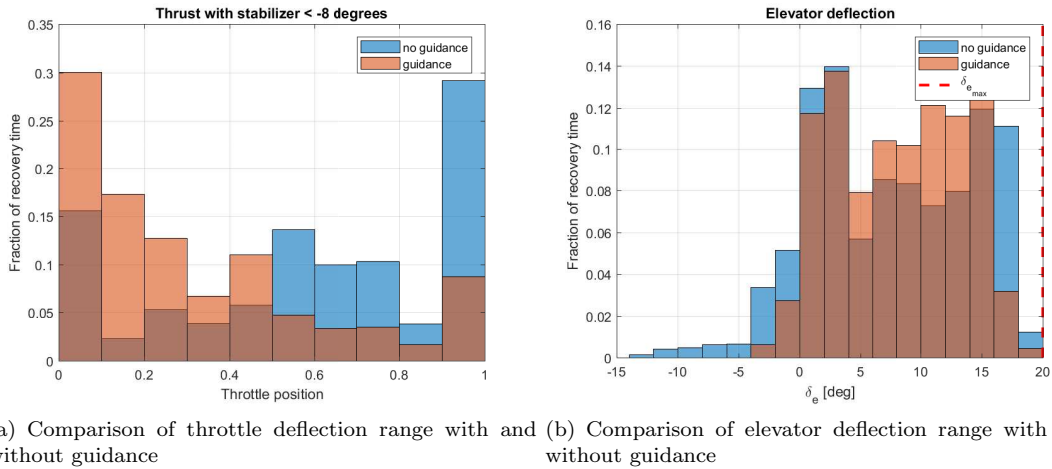 Thrust with stabilizer < -8 degrees
0.35
0.3
0.25
0.2
0.15
0.1
0.05
0
Fraction of recovery time
no guidance
guidance
0 0.2 0.4 0.6 0.8 1
Throttle position
Elevator deflection
0.16
0.14
0.12
0.1
0.08
0.06
0.04
0.02
0
Fraction of recovery time
no guidance
guidance
δe_max
-15 -10 -5 0 5 10 15 20
δe [deg]
a) Comparison of throttle deflection range with and
without guidance
(b) Comparison of elevator deflection range with
without guidance